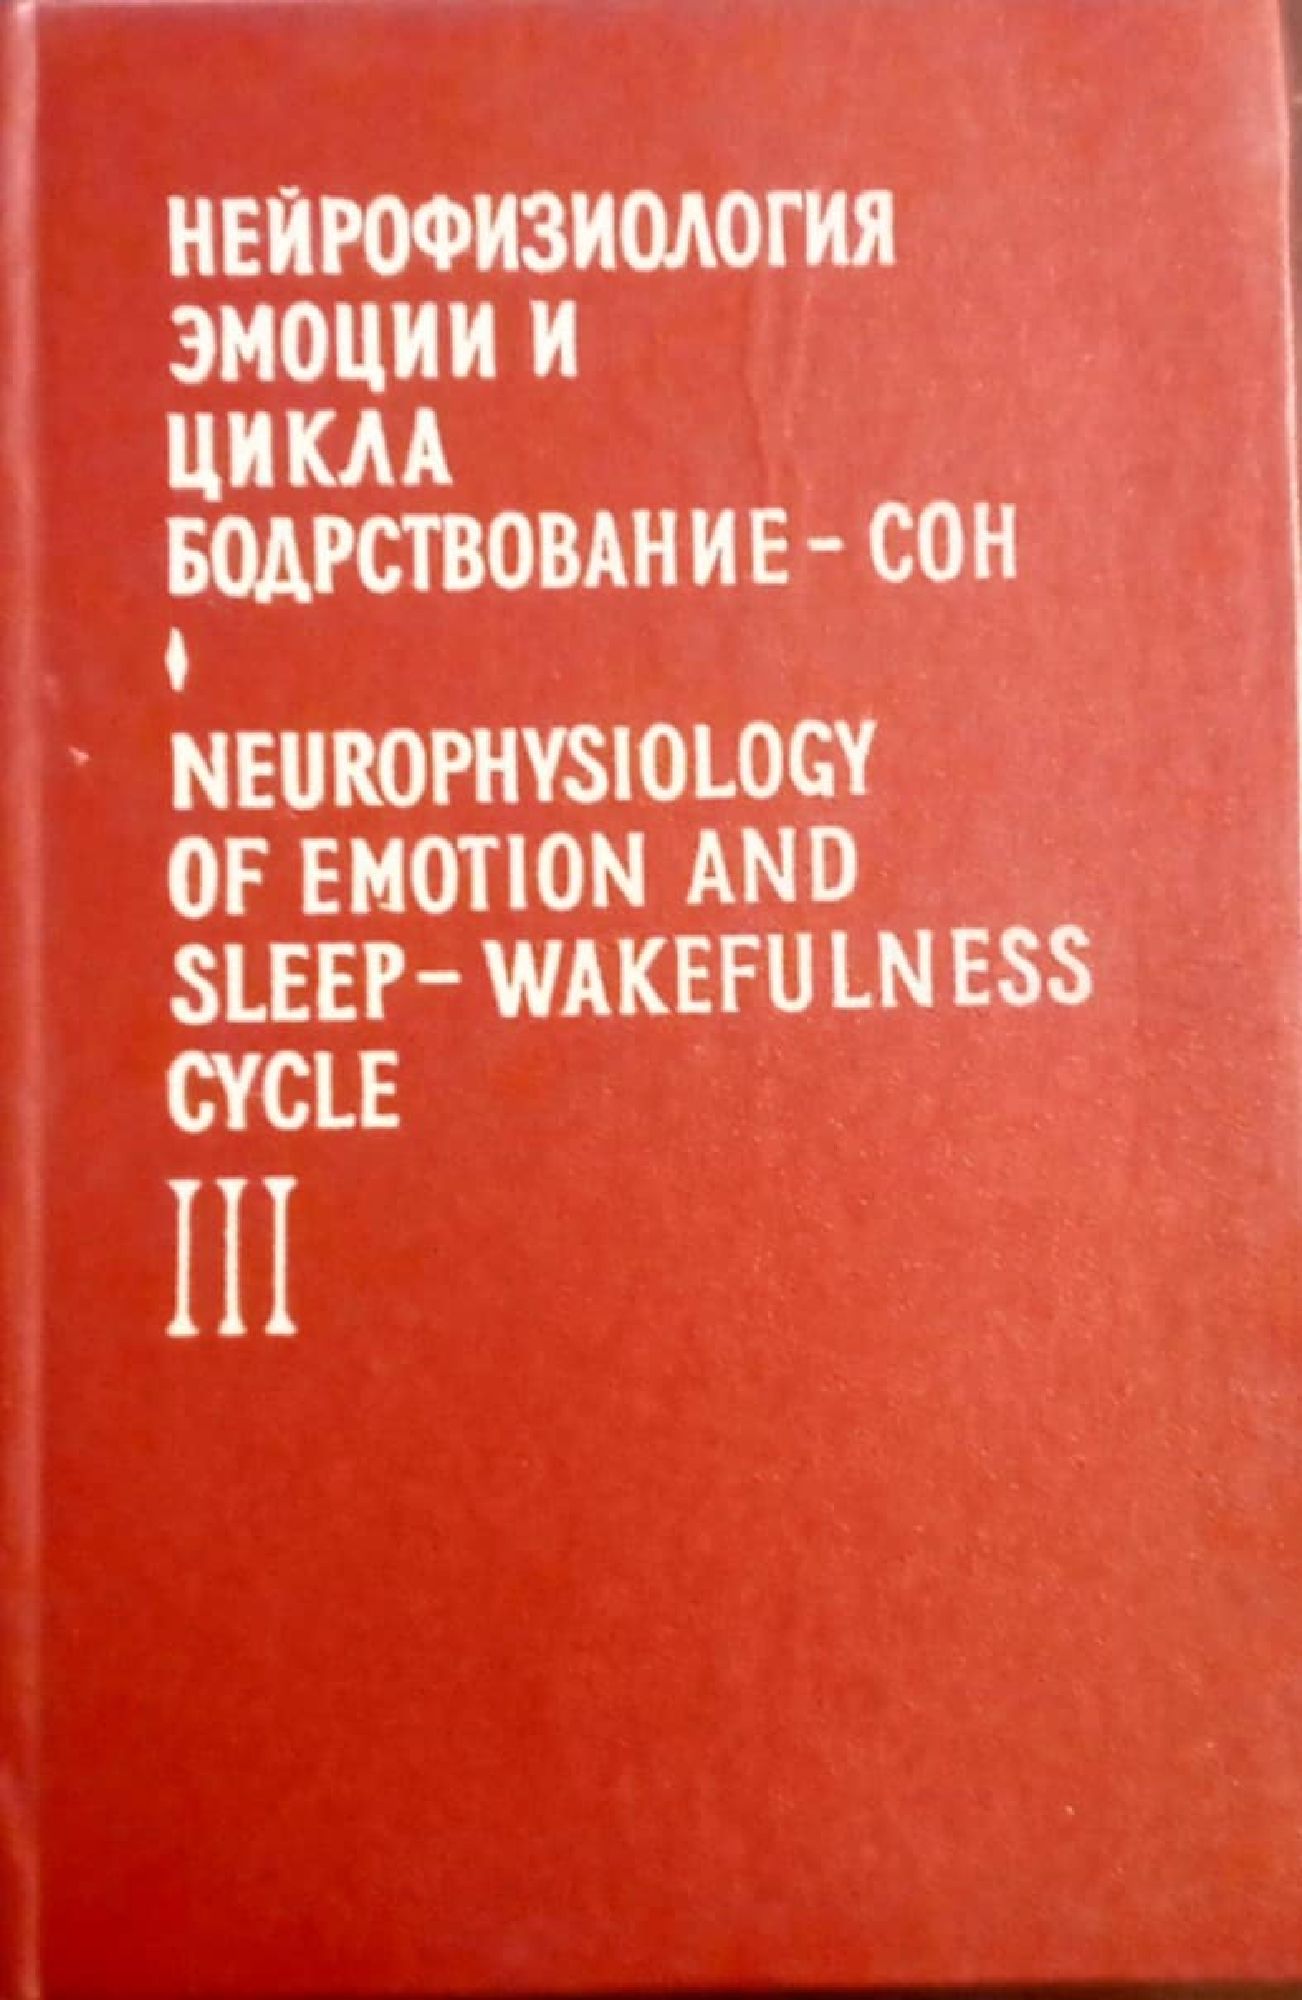 НЕЙРОФИЗИОЛОГИЯ
ЭМОЦИИ И
ЦИКЛА
БОДРСТВОВАНИЕ – СОН
NEUROPHYSIOLOGY
OF EMOTION AND
SLEEP – WAKEFULNESS
CYCLE
III